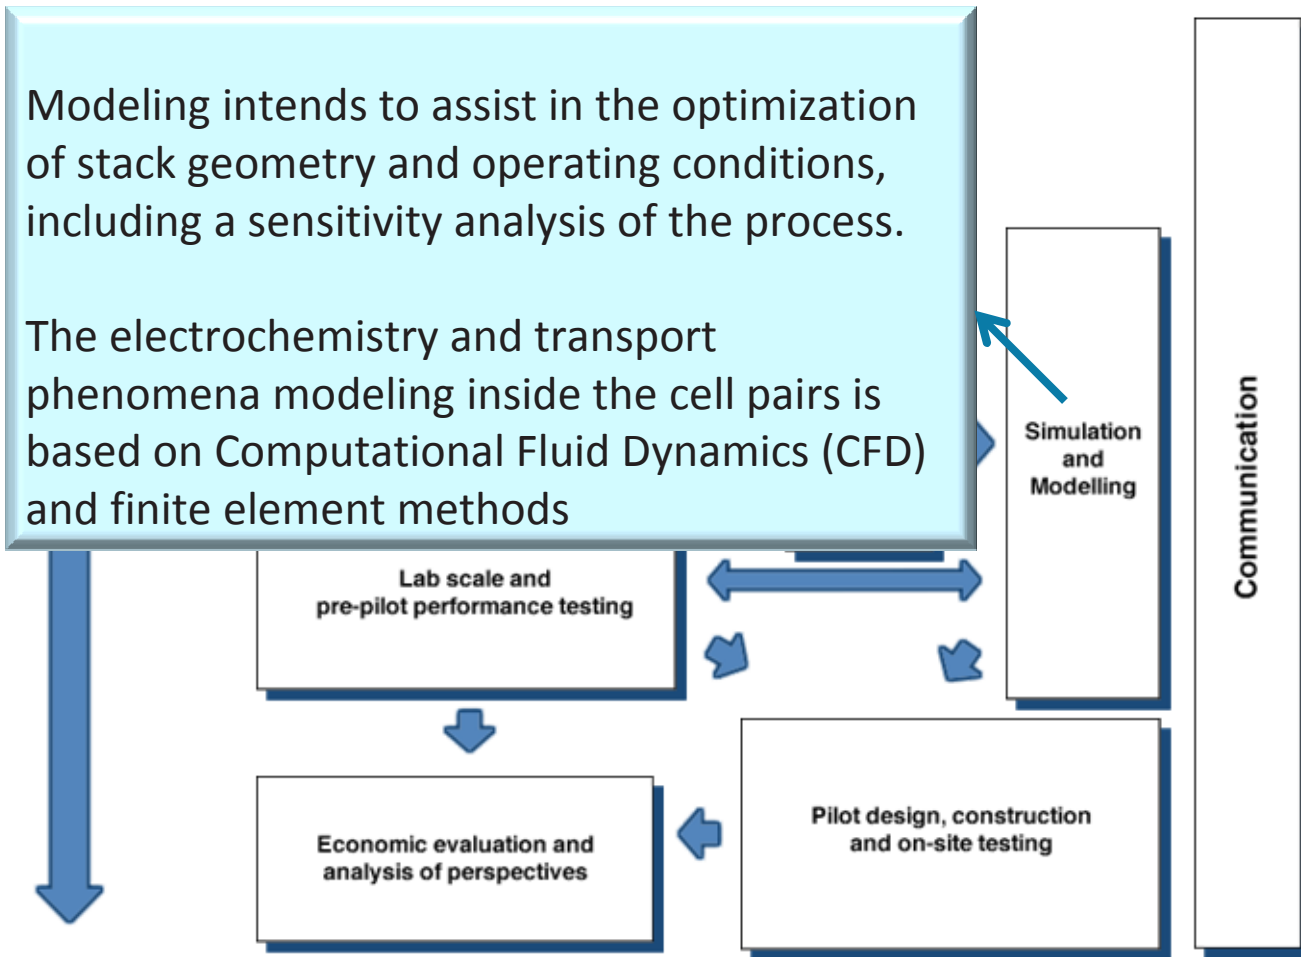 Modeling intends to assist in the optimization
of stack geometry and operating conditions,
including a sensitivity analysis of the process.
The electrochemistry and transport
phenomena modeling inside the cell pairs is
based on Computational Fluid Dynamics (CFD)
and finite element methods
Simulation
and
Modelling
Communication
Lab scale and
pre-pilot performance testing
Economic evaluation and
analysis of perspectives
Pilot design, construction
and on-site testing